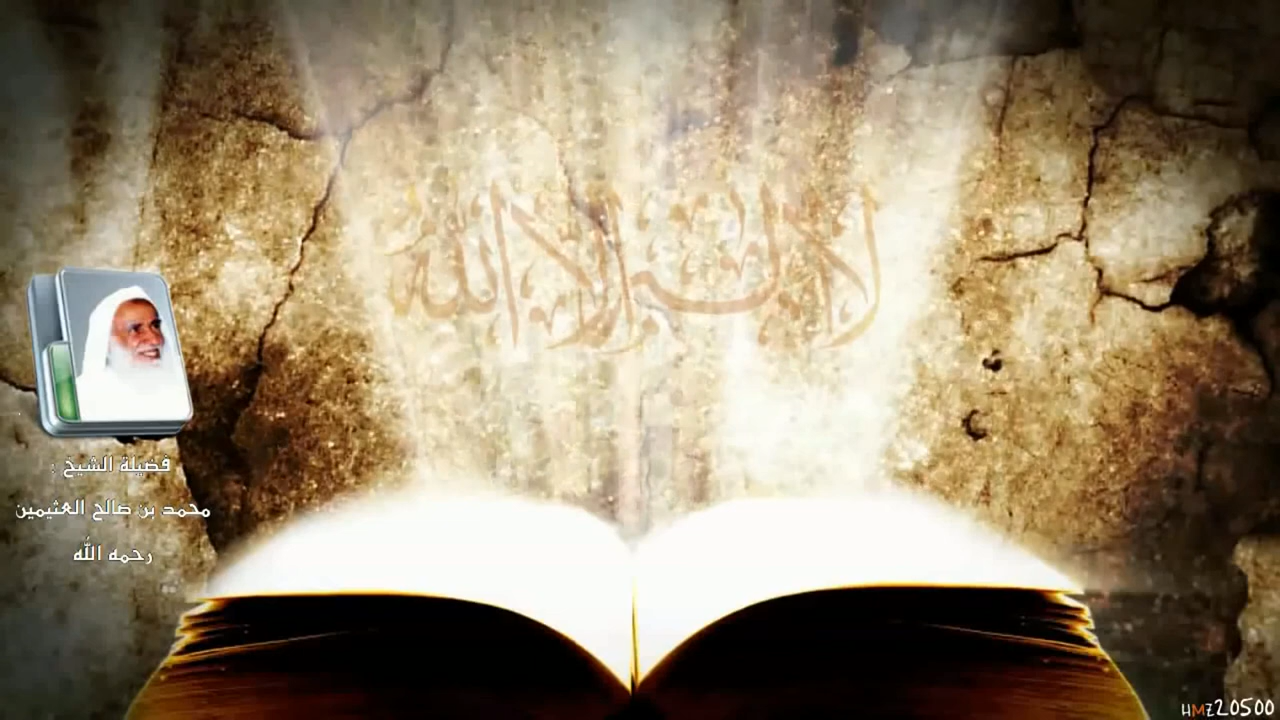 لا إله إلا الله
فضيلة الشيخ :
محمد بن صالح العثيمين
رحمه الله
HMZ20500